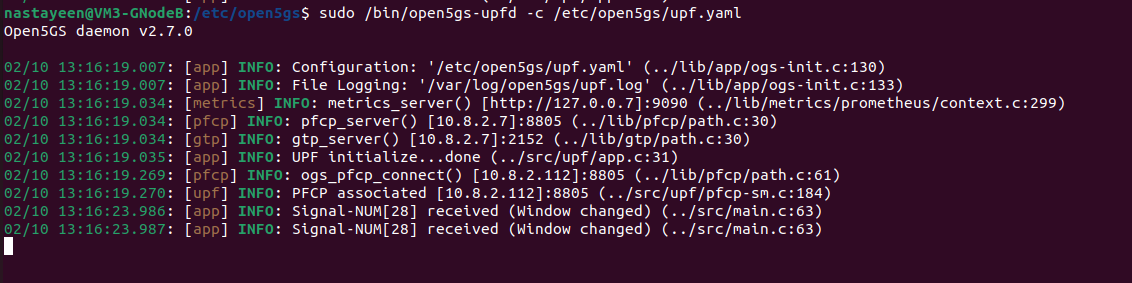 nastayeen@VM3-GNodeB:/etc/open5gs$ sudo /bin/open5gs-upfd -c /etc/open5gs/upf.yaml
Open5GS daemon v2.7.0
02/10 13:16:19.007: [app] INFO: Configuration: '/etc/open5gs/upf.yaml' (../lib/app/ogs-init.c:130)
02/10 13:16:19.007: [app] INFO: File Logging: '/var/log/open5gs/upf.log' (../lib/app/ogs-init.c:133)
02/10 13:16:19.034: [metrics] INFO: metrics_server() [http://127.0.0.7]:9090 (../lib/metrics/prometheus/context.c:299)
02/10 13:16:19.034: [pfcp] INFO: pfcp_server() [10.8.2.7]:8805 (../lib/pfcp/path.c:30)
02/10 13:16:19.034: [gtp] INFO: gtp_server() [10.8.2.7]:2152 (../lib/gtp/path.c:30)
02/10 13:16:19.035: [app] INFO: UPF initialize...done (../src/upf/app.c:31)
02/10 13:16:19.269: [pfcp] INFO: ogs_pfcp_connect() [10.8.2.112]:8805 (../lib/pfcp/path.c:61)
02/10 13:16:19.270: [upf] INFO: PFCP associated [10.8.2.112]:8805 (../src/upf/pfcp-sm.c:184)
02/10 13:16:23.986: [app] INFO: Signal-NUM[28] received (Window changed) (../src/main.c:63)
02/10 13:16:23.987: [app] INFO: Signal-NUM[28] received (Window changed) (../src/main.c:63)